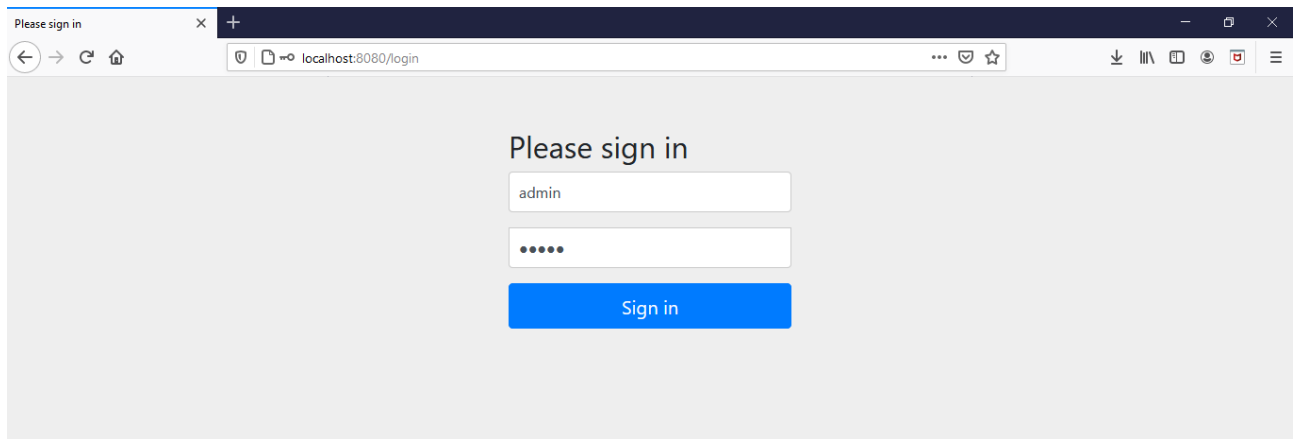 Please sign in
localhost:8080/login
Please sign in
admin
•••••
Sign in